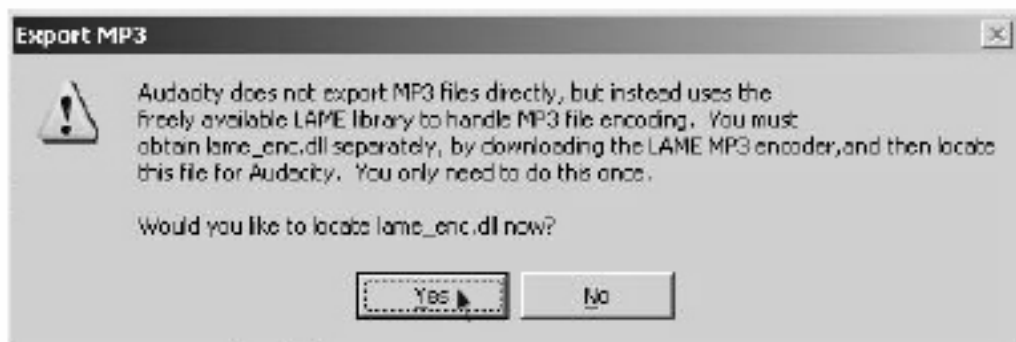 Export MP3
Audacity does not export MP3 files directly, but instead uses the
freely available LAME library to handle MP3 file encoding. You must
obtain lame_enc.dll separately, by downloading the LAME MP3 encoder,and then locate
this file for Audacity. You only need to do this once.
Would you like to locate lame_enc.dll now?
Yes No